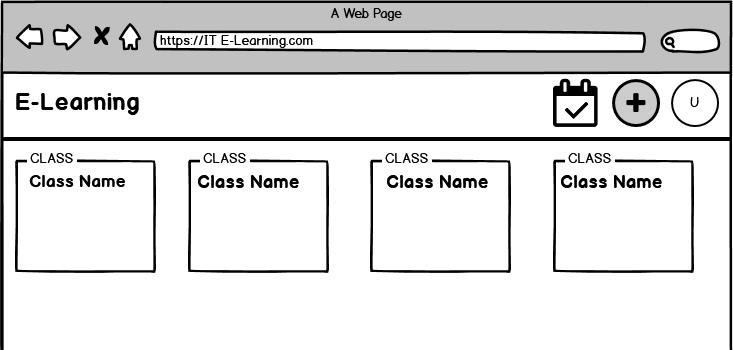 A Web Page
https://IT E-Learning.com
E-Learning
U
CLASS
Class Name
CLASS
Class Name
CLASS
Class Name
CLASS
Class Name